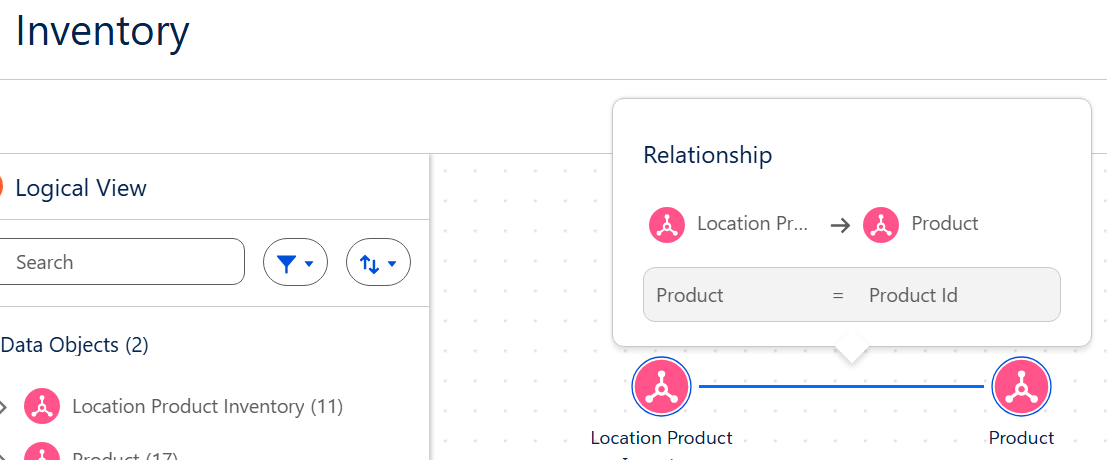 Inventory
Relationship
Logical View
Location Pr...
Product
Search
Product = Product Id
Data Objects (2)
Location Product Inventory (11)
Location Product
Product
Product (17)